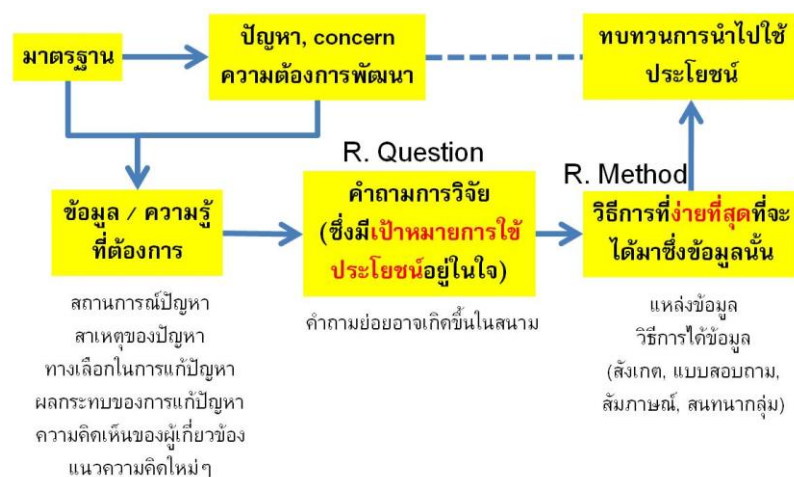 มาตรฐาน
ปัญหา, concern
ความต้องการพัฒนา
ทบทวนการนำไปใช้
ประโยชน์
ข้อมูล / ความรู้
ที่ต้องการ
สถานการณ์ปัญหา
สาเหตุของปัญหา
ทางเลือกในการแก้ปัญหา
ผลกระทบของการแก้ปัญหา
ความคิดเห็นของผู้เกี่ยวข้อง
แนวความคิดใหม่ๆ
R. Question
คำถามการวิจัย
(ซึ่งมีเป้าหมายการใช้
ประโยชน์อยู่ในใจ)
คำถามย่อยอาจเกิดขึ้นในสนาม
R. Method
วิธีการที่ง่ายที่สุดที่จะ
ได้มาซึ่งข้อมูลนั้น
แหล่งข้อมูล
วิธีการได้ข้อมูล
(สังเกต, แบบสอบถาม,
สัมภาษณ์, สนทนากลุ่ม)